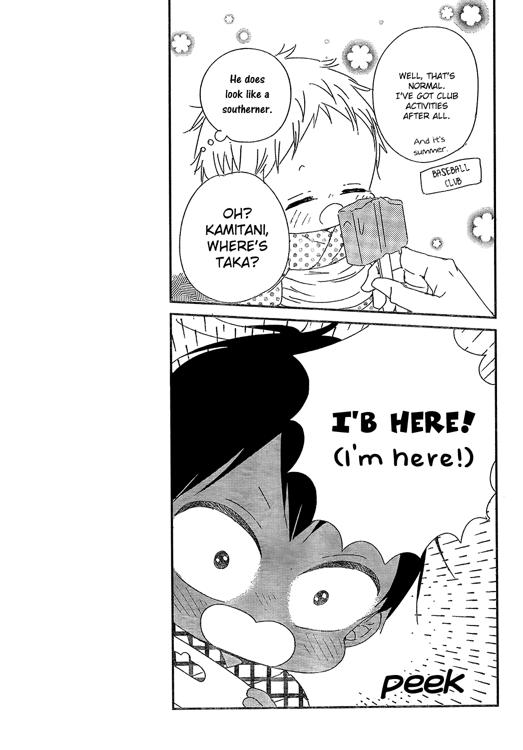 WELL, THAT'S
NORMAL.
I'VE GOT CLUB
ACTIVITIES
AFTER ALL.
And it's
summer.
BASEBALL
CLUB
He does
look like a
southerner.
OH?
KAMITANI,
WHERE'S
TAKA?
I'B HERE!
(I'm here!)
peek